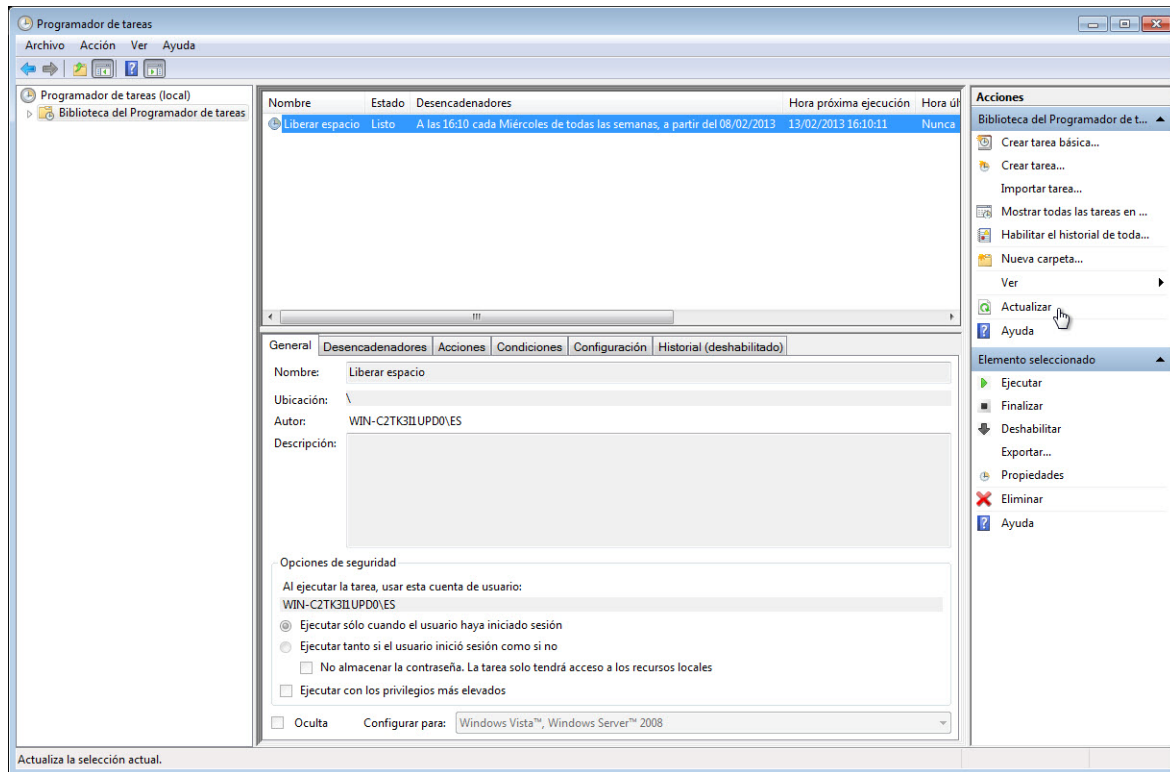 Programador de tareas
Archivo Acción Ver Ayuda
Programador de tareas (local)
Biblioteca del Programador de tareas
Nombre Estado Desencadenadores Hora próxima ejecución Hora úl
Liberar espacio Listo A las 16:10 cada Miércoles de todas las semanas, a partir del 08/02/2013 13/02/2013 16:10:11 Nunca
General Desencadenadores Acciones Condiciones Configuración Historial (deshabilitado)
Nombre: Liberar espacio
Ubicación: \
Autor: WIN-C2TK3I1UPD0\ES
Descripción:
Opciones de seguridad
Al ejecutar la tarea, usar esta cuenta de usuario:
WIN-C2TK3I1UPD0\ES
Ejecutar sólo cuando el usuario haya iniciado sesión
Ejecutar tanto si el usuario inició sesión como si no
No almacenar la contraseña. La tarea solo tendrá acceso a los recursos locales
Ejecutar con los privilegios más elevados
Oculta Configurar para: Windows Vista™, Windows Server™ 2008
Acciones
Biblioteca del Programador de t...
Crear tarea básica...
Crear tarea...
Importar tarea...
Mostrar todas las tareas en ...
Habilitar el historial de toda...
Nueva carpeta...
Ver
Actualizar
Ayuda
Elemento seleccionado
Ejecutar
Finalizar
Deshabilitar
Exportar...
Propiedades
Eliminar
Ayuda
Actualiza la selección actual.